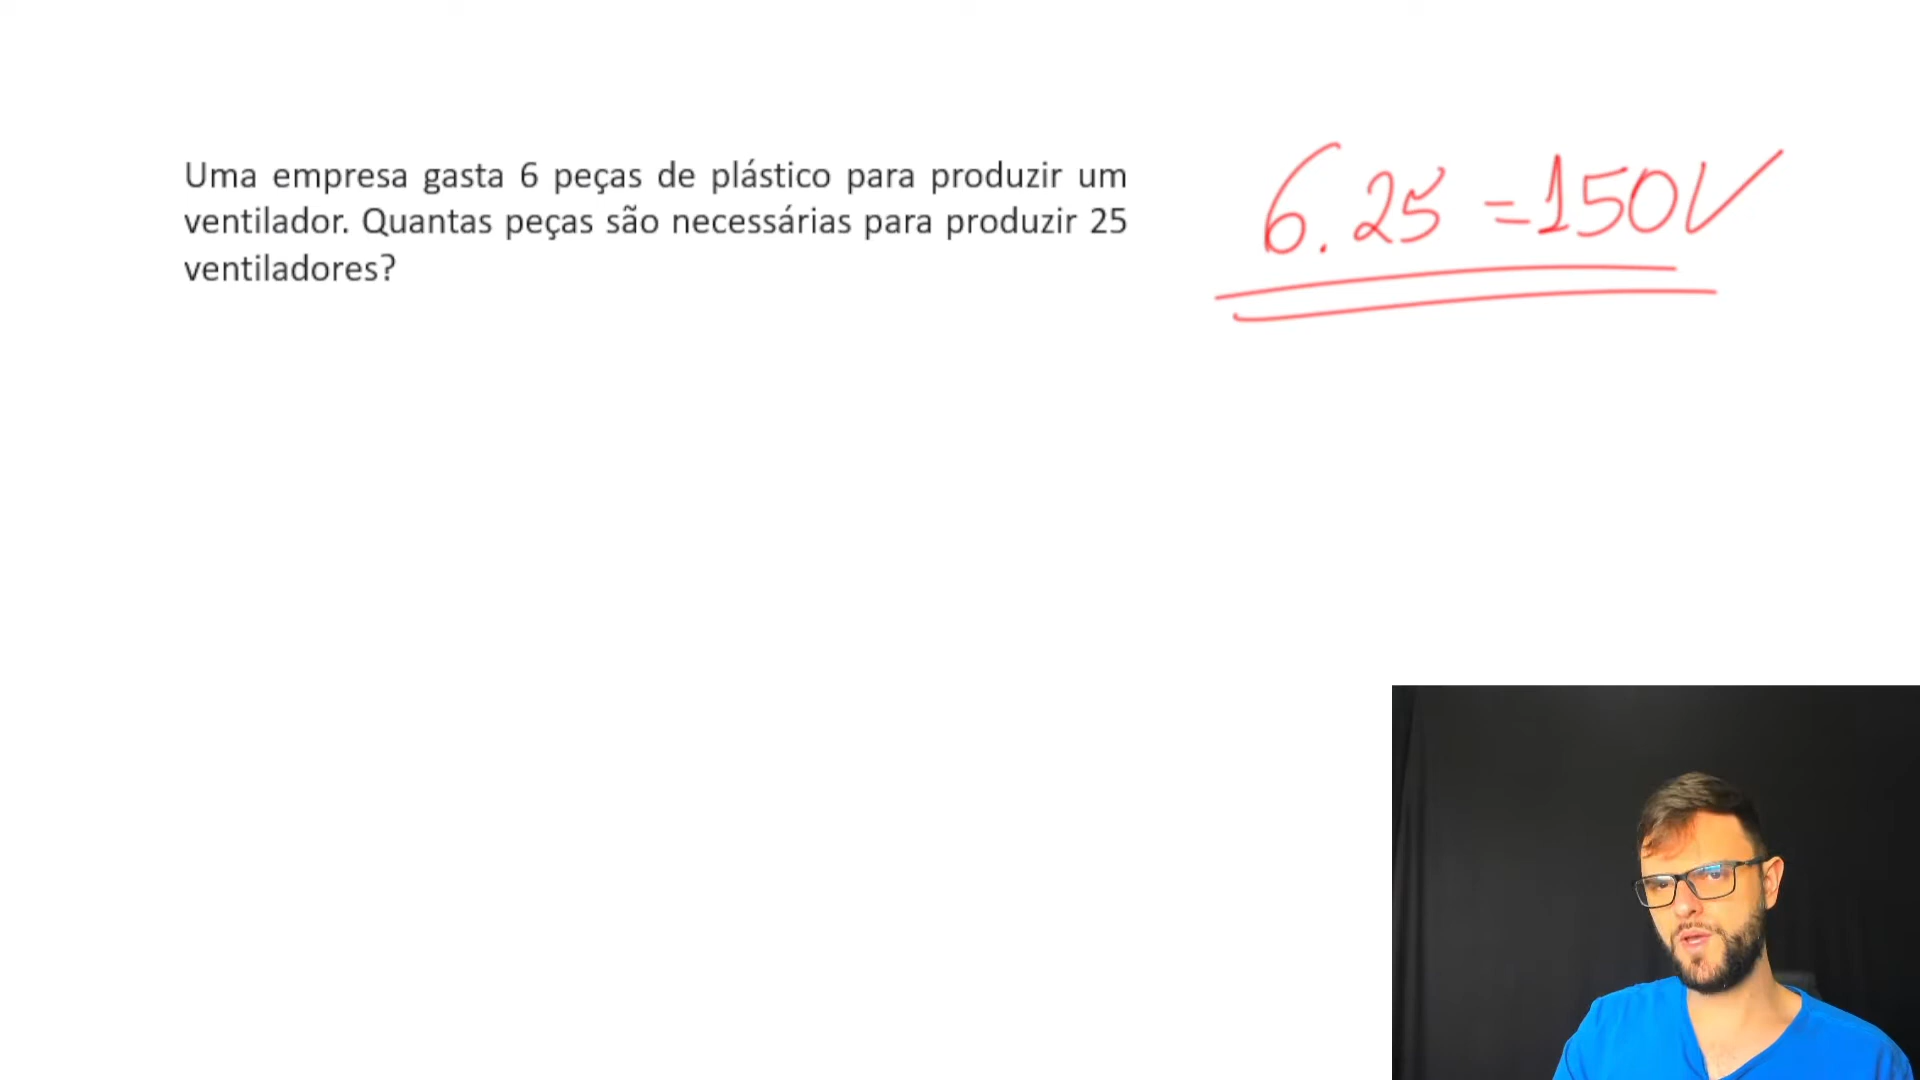 Uma empresa gasta 6 peças de plástico para produzir um
ventilador. Quantas peças são necessárias para produzir 25
ventiladores?
6.25 = 150